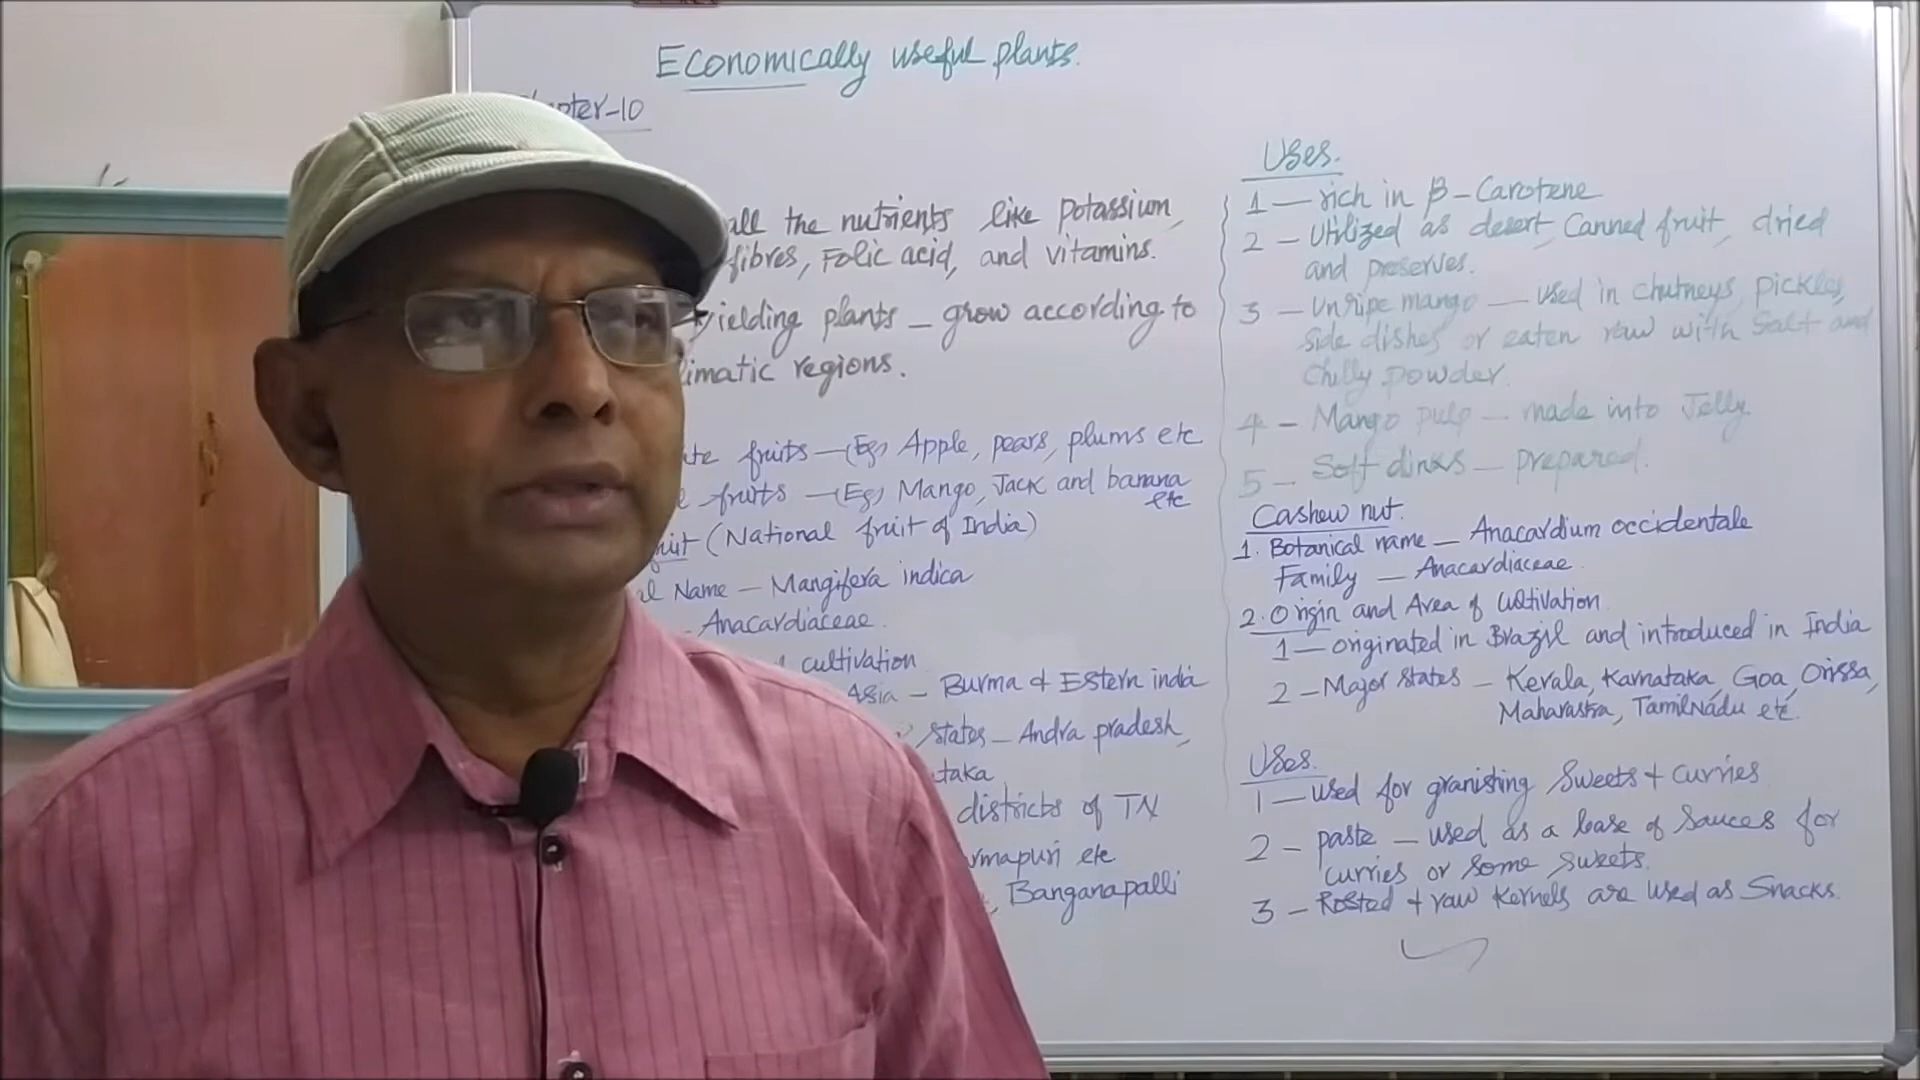 Economically useful plants.
Chapter-10
all the nutrients like potassium,
fibres, Folic acid, and vitamins.
yielding plants - grow according to
imatic regions.
te fruits - (Eg) Apple, pears, plums etc
fruits - (Eg) Mango, Jack and banana
etc
(National fruit of India)
Name - Mangifera indica
- Anacardiaceae.
cultivation
Asia - Burma & Estern india
states - Andra pradesh,
taka
districts of TN
rmapuri etc
, Banganapalli
Uses.
1 - rich in β-Carotene
2 - Utilized as desert, Canned fruit, dried
and preserves.
3 - Unripe mango - used in chutneys, pickles,
side dishes or eaten raw with Salt and
chilly powder.
4 - Mango pulp - made into Jelly
5 - Soft dinks - prepared.
Cashew nut.
1. Botanical name - Anacardium occidentale
Family - Anacardiaceae.
2. Origin and Area of cultivation.
1 - originated in Brazil and introduced in India
2 - Major states - Kerala, Karnataka, Goa, Orissa,
Maharastra, TamilNadu etc.
Uses.
1 - used for granishing sweets + curries
2 - paste - used as a base of sauces for
curries or some sweets.
3 - Rosted + raw kernels are used as snacks.